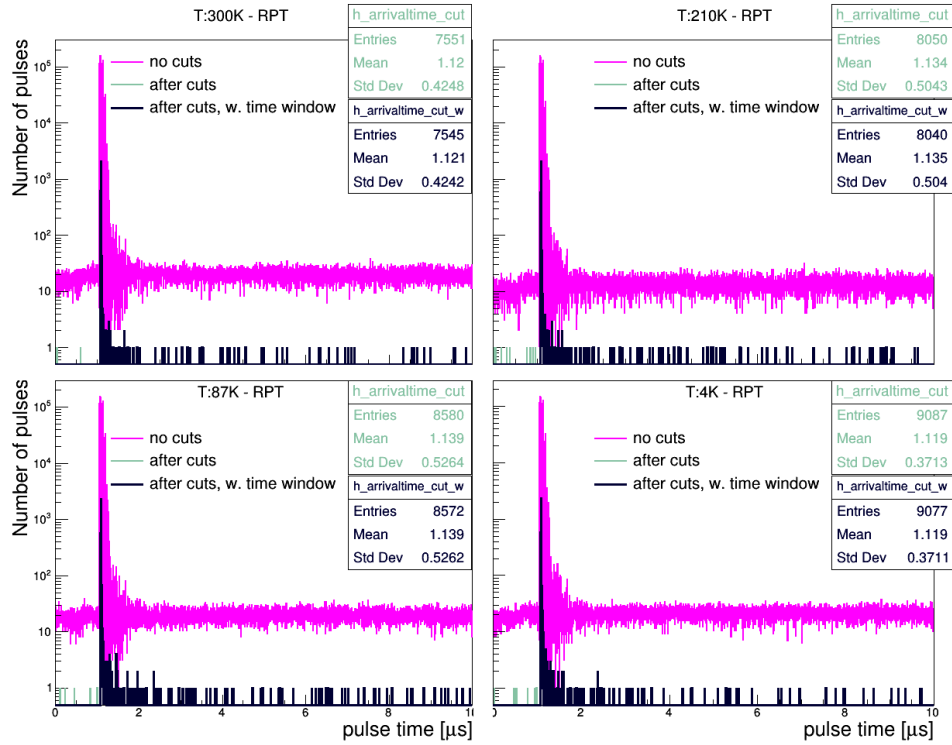 T:300K - RPT
h_arrivaltime_cut
Entries 7551
Mean 1.12
Std Dev 0.4248
h_arrivaltime_cut_w
Entries 7545
Mean 1.121
Std Dev 0.4242
no cuts
after cuts
after cuts, w. time window
Number of pulses
10⁵
10⁴
10³
10²
10
1
0 2 4 6 8 10
T:210K - RPT
h_arrivaltime_cut
Entries 8050
Mean 1.134
Std Dev 0.5043
h_arrivaltime_cut_w
Entries 8040
Mean 1.135
Std Dev 0.504
no cuts
after cuts
after cuts, w. time window
0 2 4 6 8 10
T:87K - RPT
h_arrivaltime_cut
Entries 8580
Mean 1.139
Std Dev 0.5264
h_arrivaltime_cut_w
Entries 8572
Mean 1.139
Std Dev 0.5262
no cuts
after cuts
after cuts, w. time window
Number of pulses
10⁵
10⁴
10³
10²
10
1
0 2 4 6 8
pulse time [μs]
T:4K - RPT
h_arrivaltime_cut
Entries 9087
Mean 1.119
Std Dev 0.3713
h_arrivaltime_cut_w
Entries 9077
Mean 1.119
Std Dev 0.3711
no cuts
after cuts
after cuts, w. time window
2 4 6 8 10
pulse time [μs]